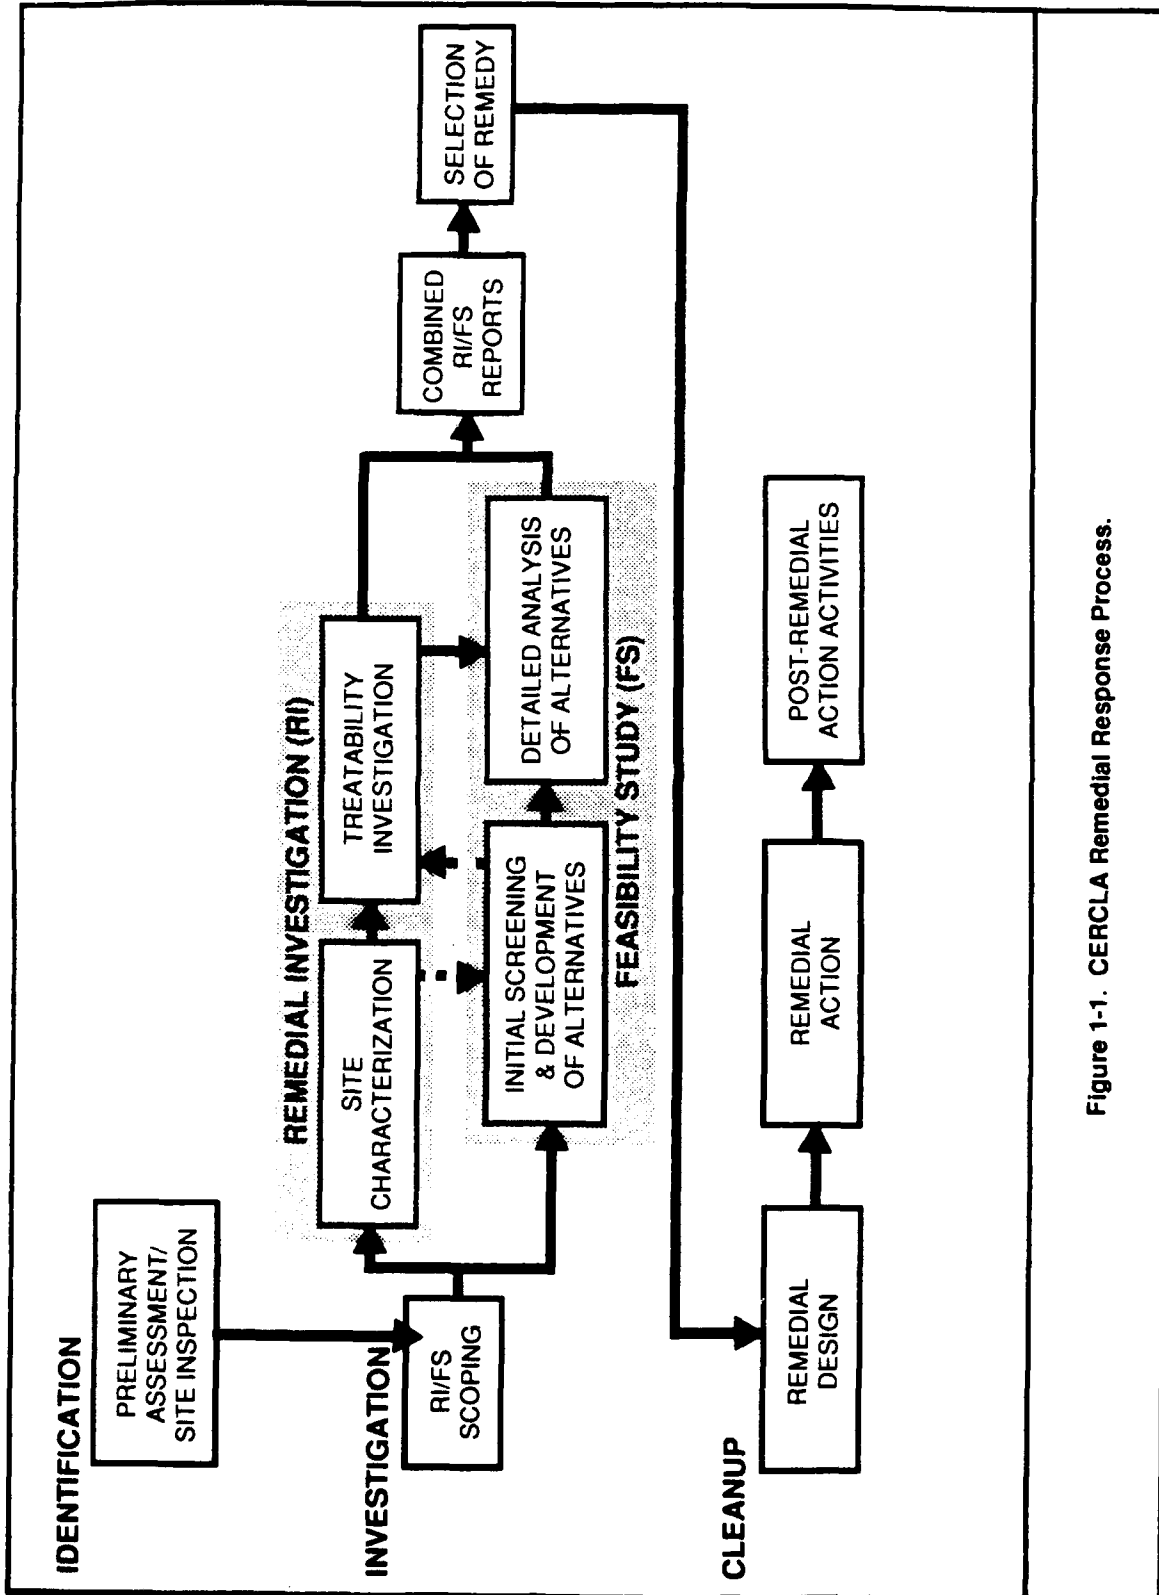 IDENTIFICATION
PRELIMINARY
ASSESSMENT/
SITE INSPECTION
INVESTIGATION
RI/FS
SCOPING
REMEDIAL INVESTIGATION (RI)
SITE
CHARACTERIZATION
TREATABILITY
INVESTIGATION
INITIAL SCREENING
& DEVELOPMENT
OF ALTERNATIVES
DETAILED ANALYSIS
OF ALTERNATIVES
FEASIBILITY STUDY (FS)
COMBINED
RI/FS
REPORTS
SELECTION
OF REMEDY
CLEANUP
REMEDIAL
DESIGN
REMEDIAL
ACTION
POST-REMEDIAL
ACTION ACTIVITIES
Figure 1-1. CERCLA Remedial Response Process.